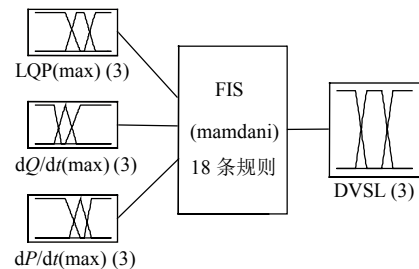 LQP(max) (3)
dQ/dt(max) (3)
dP/dt(max) (3)
FIS
(mamdani)
18 条规则
DVSL (3)